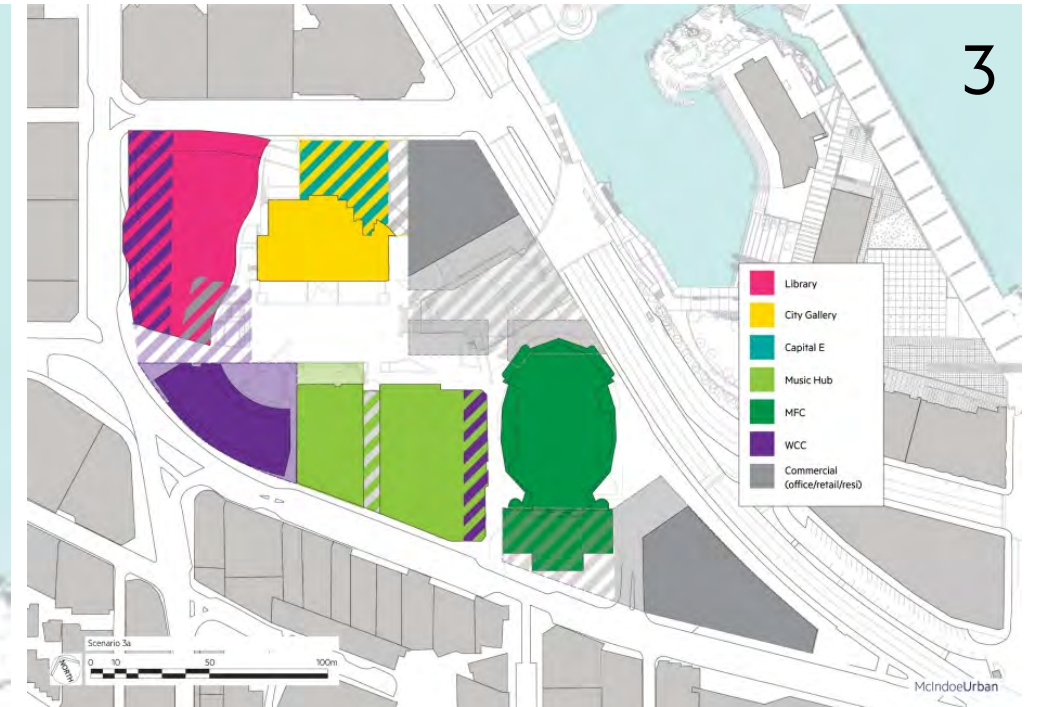 3
Library
City Gallery
Capital E
Music Hub
MFC
WCC
Commercial
(office/retail/resi)
Scenario 3a
NORTH
0 10 50 100m
McIndoeUrban